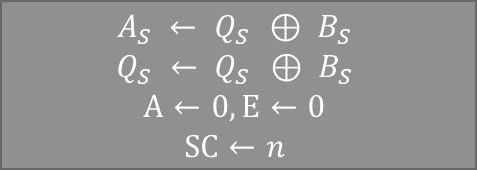 A_S ← Q_S ⊕ B_S
Q_S ← Q_S ⊕ B_S
A ← 0, E ← 0
SC ← n